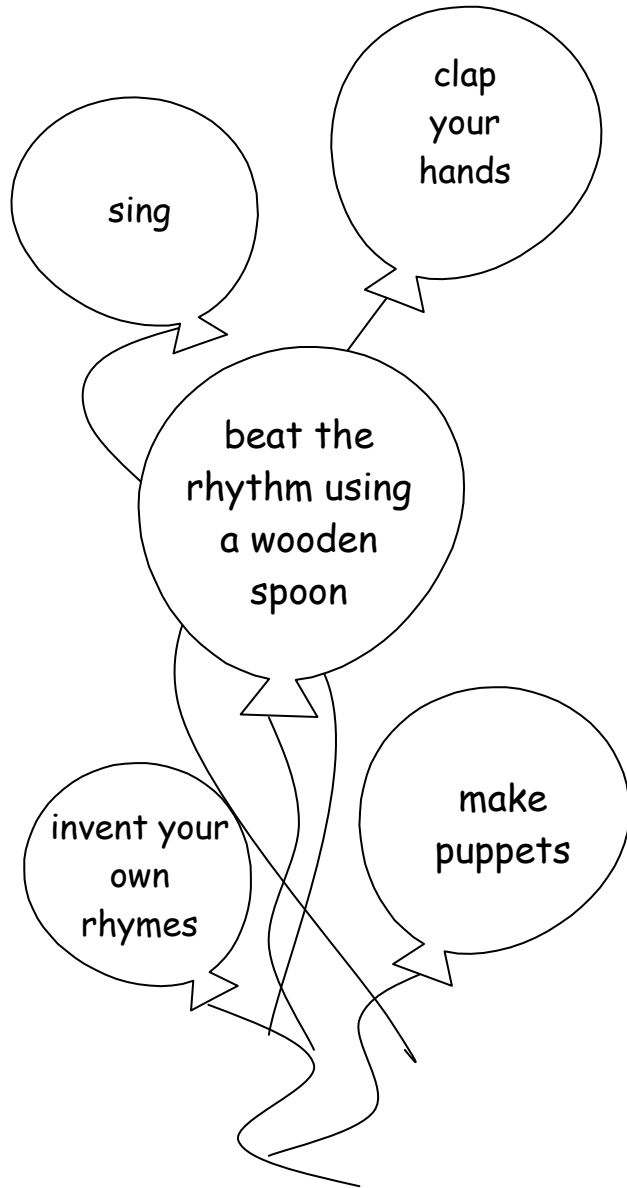 clap
your
hands
sing
beat the
rhythm using
a wooden
spoon
make
puppets
invent your
own
rhymes